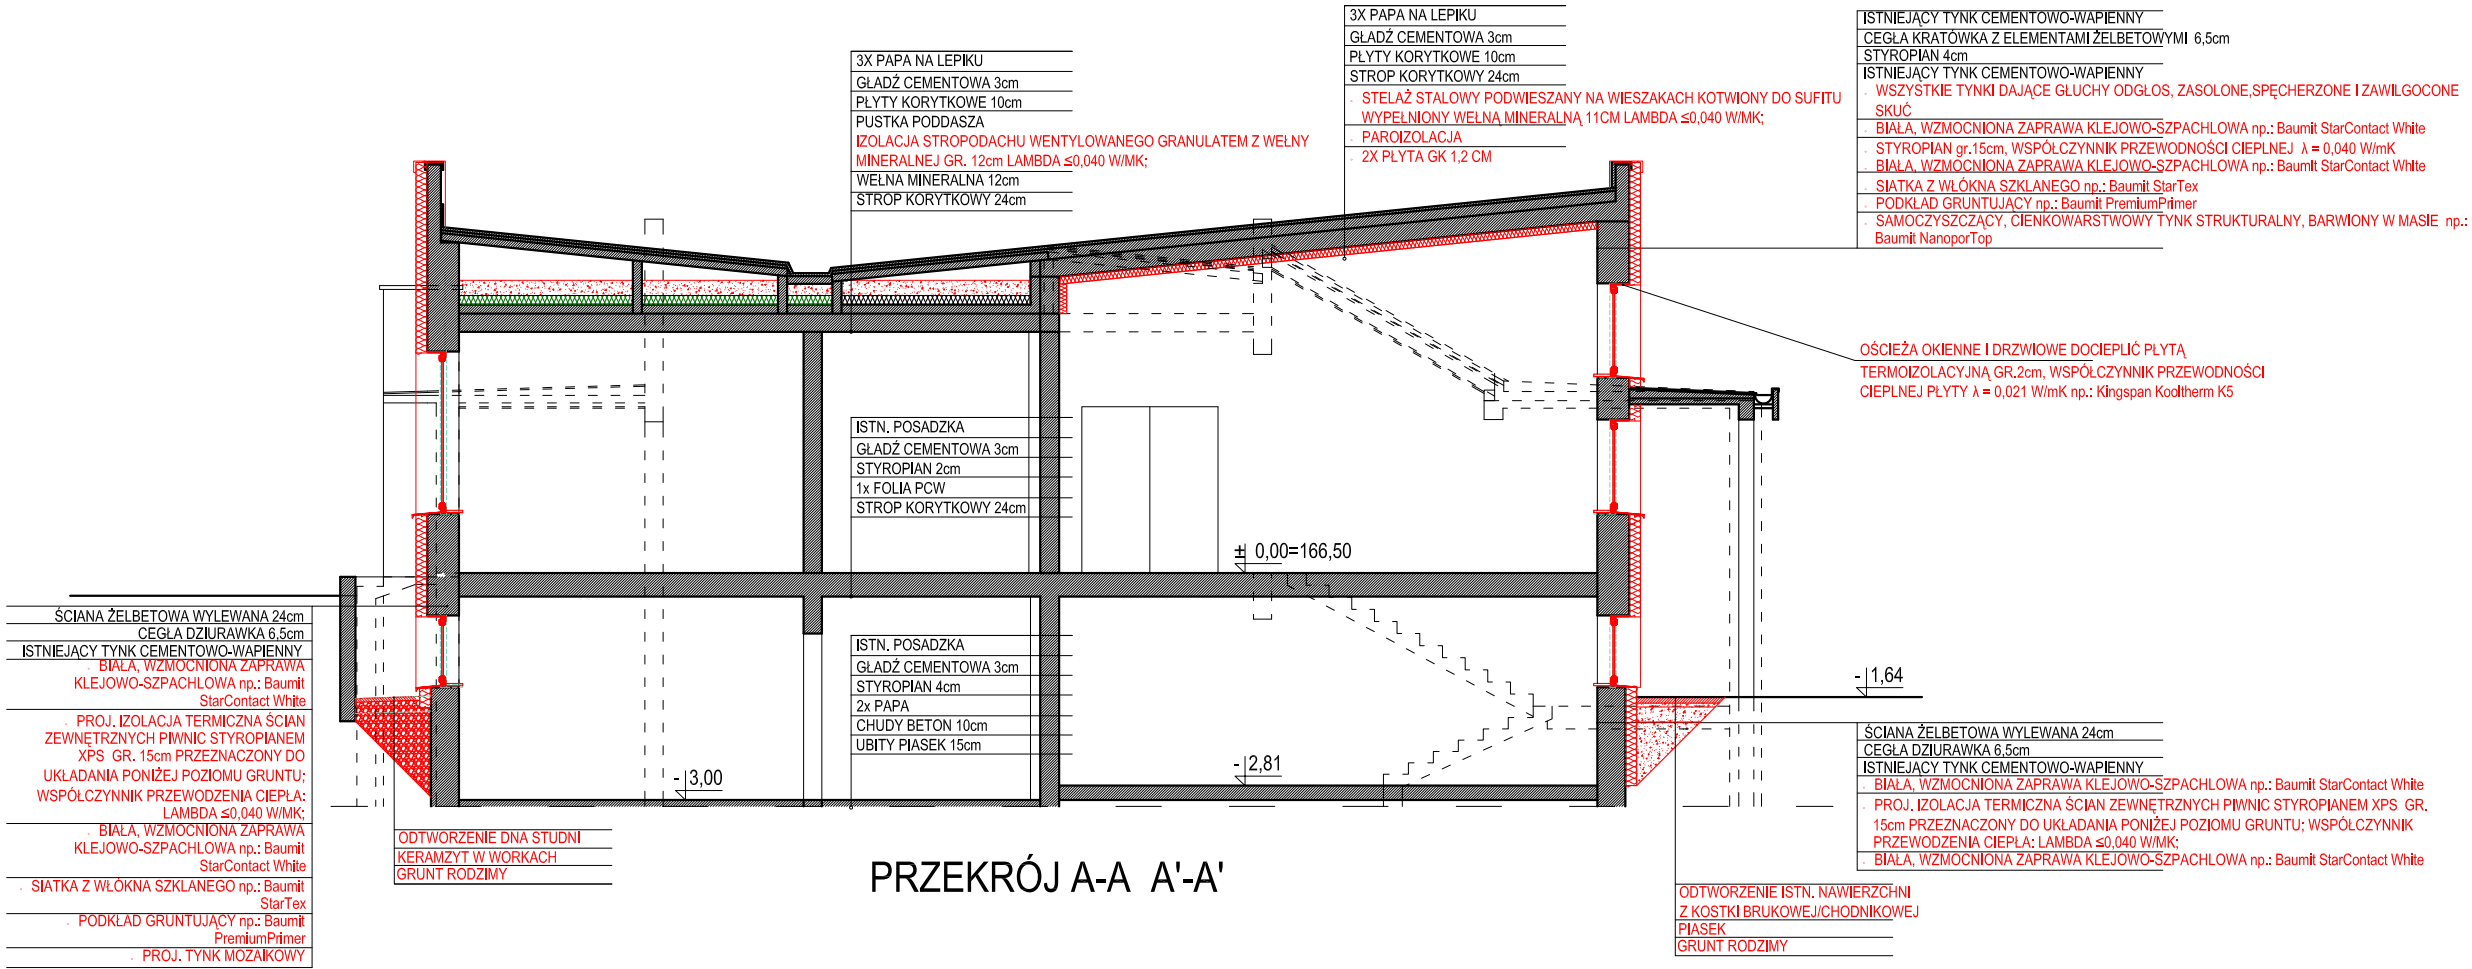 3X PAPA NA LEPIKU
GŁADŹ CEMENTOWA 3cm
PŁYTY KORYTKOWE 10cm
PUSTKA PODDASZA
IZOLACJA STROPODACHU WENTYLOWANEGO GRANULATEM Z WEŁNY
MINERALNEJ GR. 12cm LAMBDA ≤0,040 W/MK;
WEŁNA MINERALNA 12cm
STROP KORYTKOWY 24cm
3X PAPA NA LEPIKU
GŁADŹ CEMENTOWA 3cm
PŁYTY KORYTKOWE 10cm
STROP KORYTKOWY 24cm
STELAŻ STALOWY PODWIESZANY NA WIESZAKACH KOTWIONY DO SUFITU
WYPEŁNIONY WEŁNĄ MINERALNĄ 11CM LAMBDA ≤0,040 W/MK;
PAROIZOLACJA
2X PŁYTA GK 1,2 CM
ISTNIEJĄCY TYNK CEMENTOWO-WAPIENNY
CEGŁA KRATÓWKA Z ELEMENTAMI ŻELBETOWYMI 6,5cm
STYROPIAN 4cm
ISTNIEJĄCY TYNK CEMENTOWO-WAPIENNY
WSZYSTKIE TYNKI DAJĄCE GŁUCHY ODGŁOS, ZASOLONE,SPĘCHERZONE I ZAWILGOCONE
SKUĆ
BIAŁA, WZMOCNIONA ZAPRAWA KLEJOWO-SZPACHLOWA np.: Baumit StarContact White
STYROPIAN gr.15cm, WSPÓŁCZYNNIK PRZEWODNOŚCI CIEPLNEJ λ = 0,040 W/mK
BIAŁA, WZMOCNIONA ZAPRAWA KLEJOWO-SZPACHLOWA np.: Baumit StarContact White
SIATKA Z WŁÓKNA SZKLANEGO np.: Baumit StarTex
PODKŁAD GRUNTUJĄCY np.: Baumit PremiumPrimer
SAMOCZYSZCZĄCY, CIENKOWARSTWOWY TYNK STRUKTURALNY, BARWIONY W MASIE np.:
Baumit NanoporTop
OŚCIEŻA OKIENNE I DRZWIOWE DOCIEPLIĆ PŁYTĄ
TERMOIZOLACYJNĄ GR.2cm, WSPÓŁCZYNNIK PRZEWODNOŚCI
CIEPLNEJ PŁYTY λ = 0,021 W/mK np.: Kingspan Kooltherm K5
ISTN. POSADZKA
GŁADŹ CEMENTOWA 3cm
STYROPIAN 2cm
1x FOLIA PCW
STROP KORYTKOWY 24cm
± 0,00=166,50
ISTN. POSADZKA
GŁADŹ CEMENTOWA 3cm
STYROPIAN 4cm
2x PAPA
CHUDY BETON 10cm
UBITY PIASEK 15cm
- 3,00
- 2,81
- 1,64
ŚCIANA ŻELBETOWA WYLEWANA 24cm
CEGŁA DZIURAWKA 6,5cm
ISTNIEJĄCY TYNK CEMENTOWO-WAPIENNY
BIAŁA, WZMOCNIONA ZAPRAWA
KLEJOWO-SZPACHLOWA np.: Baumit
StarContact White
PROJ. IZOLACJA TERMICZNA ŚCIAN
ZEWNĘTRZNYCH PIWNIC STYROPIANEM
XPS GR. 15cm PRZEZNACZONY DO
UKŁADANIA PONIŻEJ POZIOMU GRUNTU;
WSPÓŁCZYNNIK PRZEWODZENIA CIEPŁA:
LAMBDA ≤0,040 W/MK;
BIAŁA, WZMOCNIONA ZAPRAWA
KLEJOWO-SZPACHLOWA np.: Baumit
StarContact White
SIATKA Z WŁÓKNA SZKLANEGO np.: Baumit
StarTex
PODKŁAD GRUNTUJĄCY np.: Baumit
PremiumPrimer
PROJ. TYNK MOZAIKOWY
ODTWORZENIE DNA STUDNI
KERAMZYT W WORKACH
GRUNT RODZIMY
PRZEKRÓJ A-A A'-A'
ŚCIANA ŻELBETOWA WYLEWANA 24cm
CEGŁA DZIURAWKA 6,5cm
ISTNIEJĄCY TYNK CEMENTOWO-WAPIENNY
BIAŁA, WZMOCNIONA ZAPRAWA KLEJOWO-SZPACHLOWA np.: Baumit StarContact White
PROJ. IZOLACJA TERMICZNA ŚCIAN ZEWNĘTRZNYCH PIWNIC STYROPIANEM XPS GR.
15cm PRZEZNACZONY DO UKŁADANIA PONIŻEJ POZIOMU GRUNTU; WSPÓŁCZYNNIK
PRZEWODZENIA CIEPŁA: LAMBDA ≤0,040 W/MK;
BIAŁA, WZMOCNIONA ZAPRAWA KLEJOWO-SZPACHLOWA np.: Baumit StarContact White
ODTWORZENIE ISTN. NAWIERZCHNI
Z KOSTKI BRUKOWEJ/CHODNIKOWEJ
PIASEK
GRUNT RODZIMY